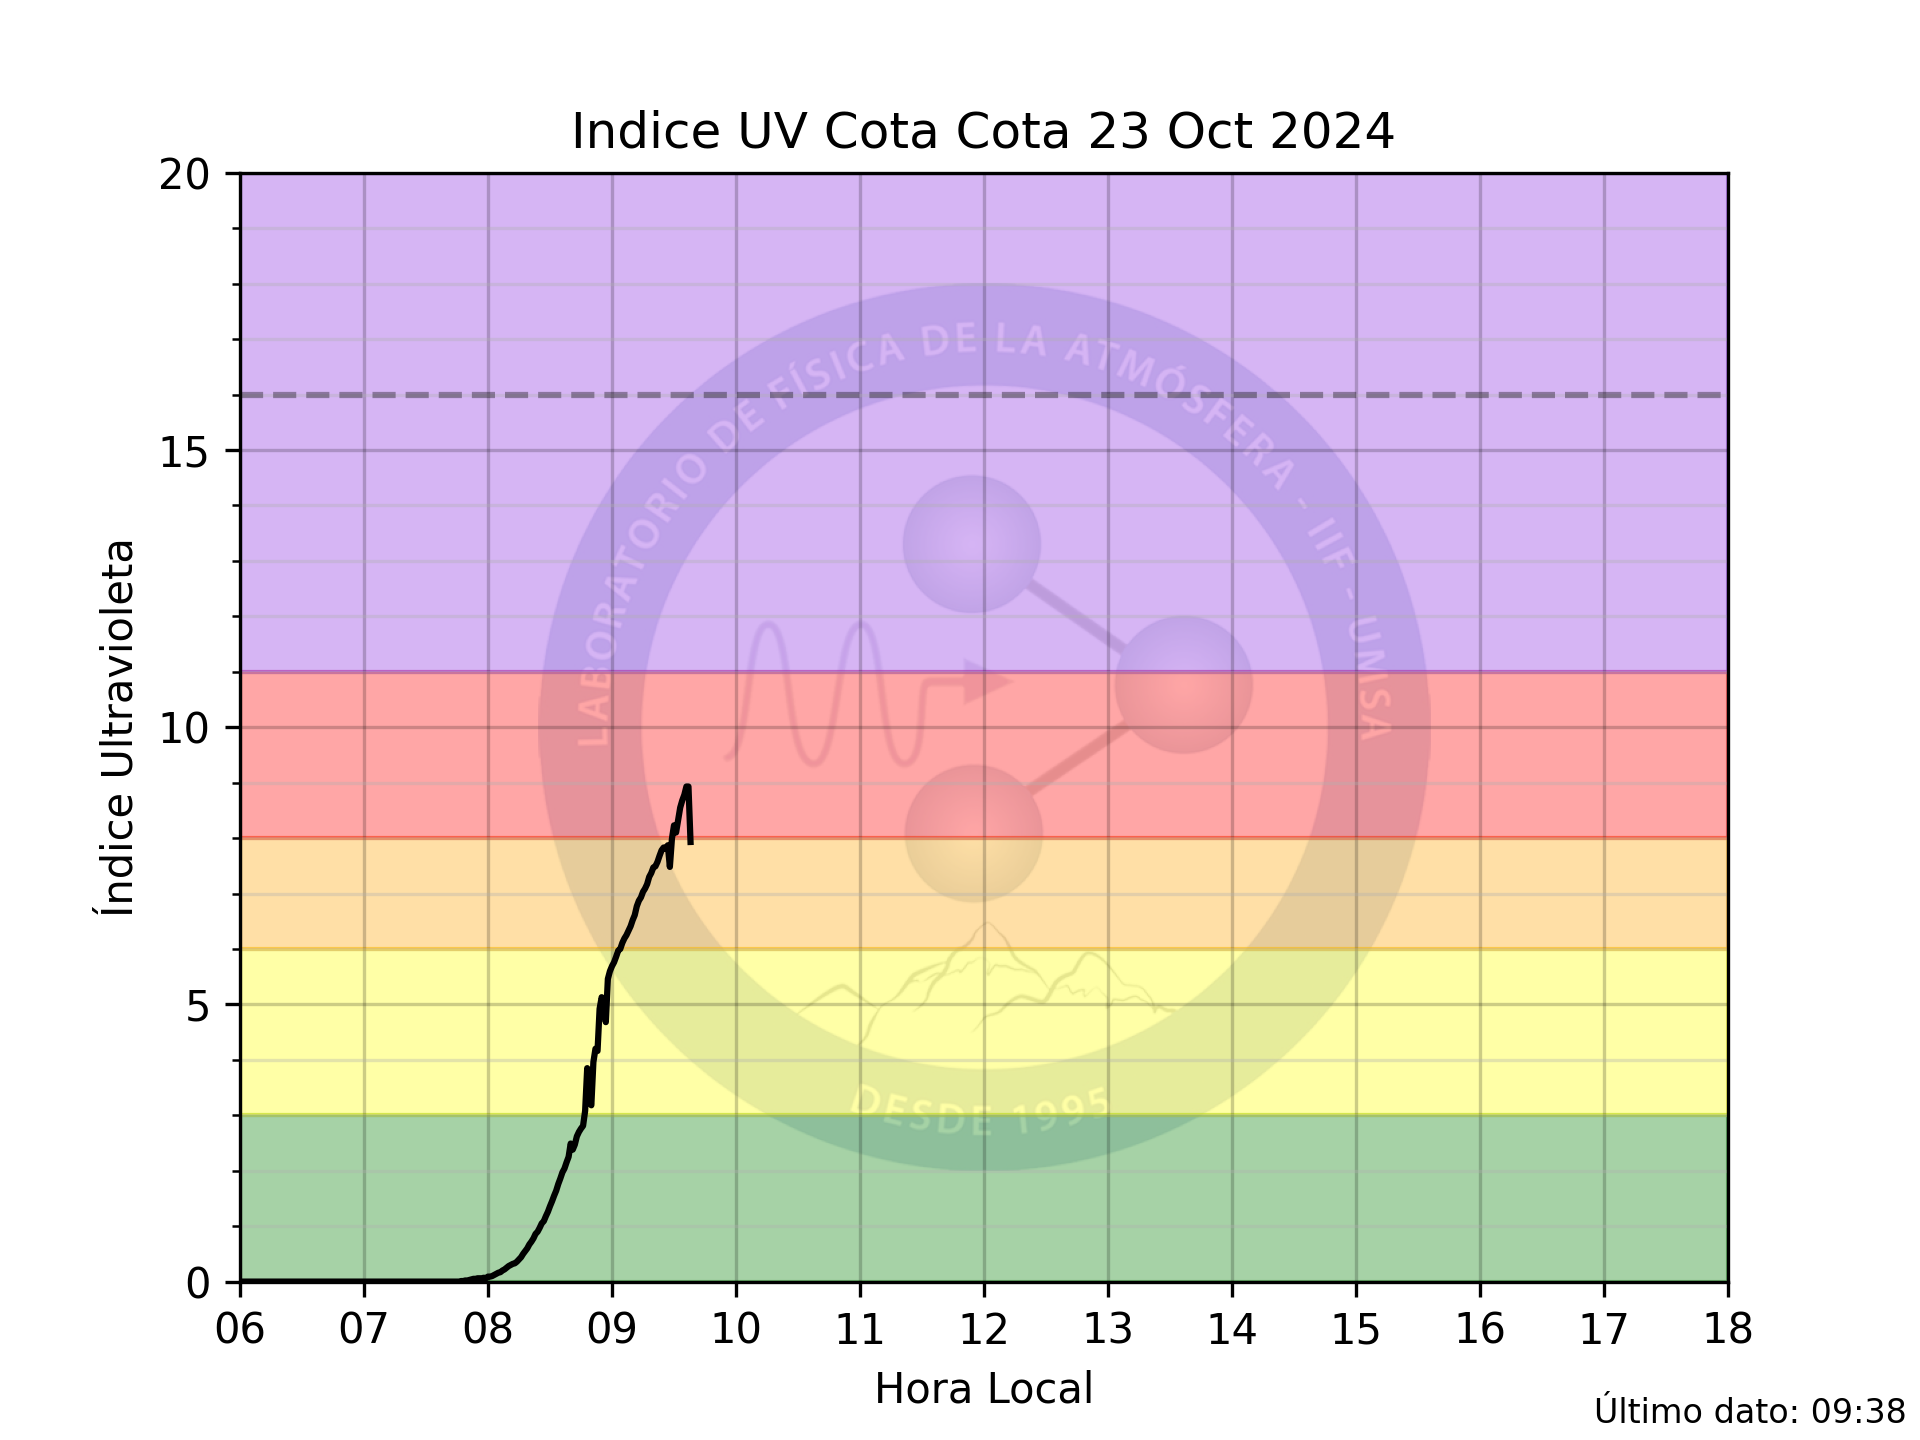 Indice UV Cota Cota 23 Oct 2024
20
15
10
5
0
Índice Ultravioleta
LABORATORIO DE FÍSICA DE LA ATMÓSFERA - IIF - UMSA
DESDE 1995
06 07 08 09 10 11 12 13 14 15 16 17 18
Hora Local
Último dato: 09:38